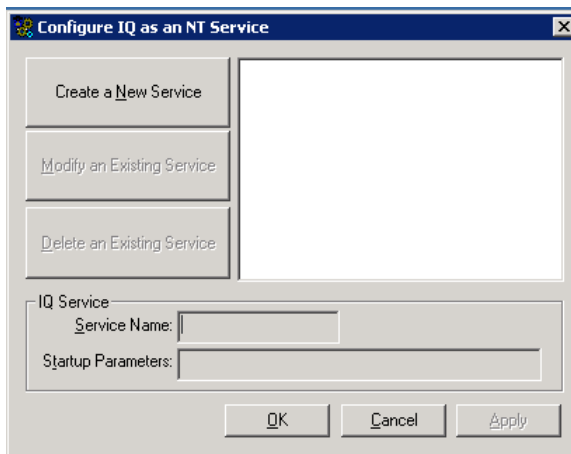 Configure IQ as an NT Service
Create a New Service
Modify an Existing Service
Delete an Existing Service
IQ Service
Service Name:
Startup Parameters:
OK Cancel Apply